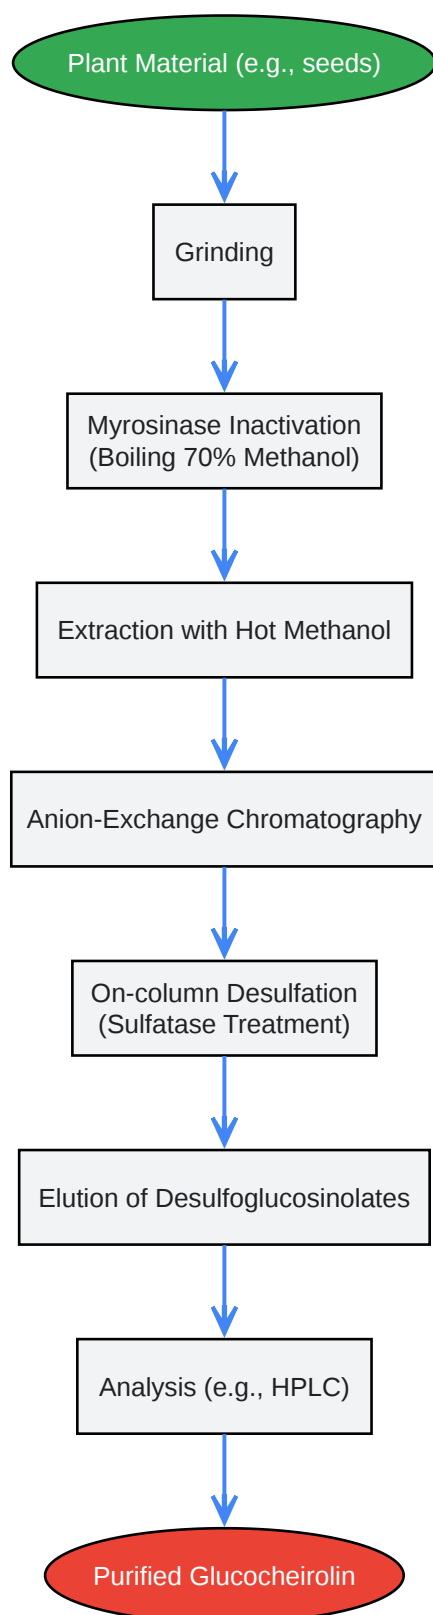 Plant Material (e.g., seeds)
Grinding
Myrosinase Inactivation
(Boiling 70% Methanol)
Extraction with Hot Methanol
Anion-Exchange Chromatography
On-column Desulfation
(Sulfatase Treatment)
Elution of Desulfoglucosinolates
Analysis (e.g., HPLC)
Purified Glucocheirolin